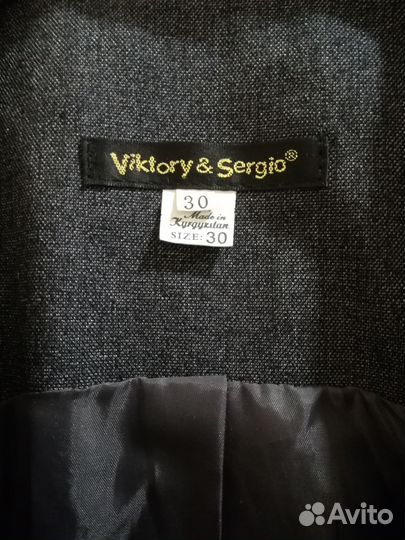 Viktory & Sergio®
30
Made in
Kyrgyzstan
SIZE: 30
Avito